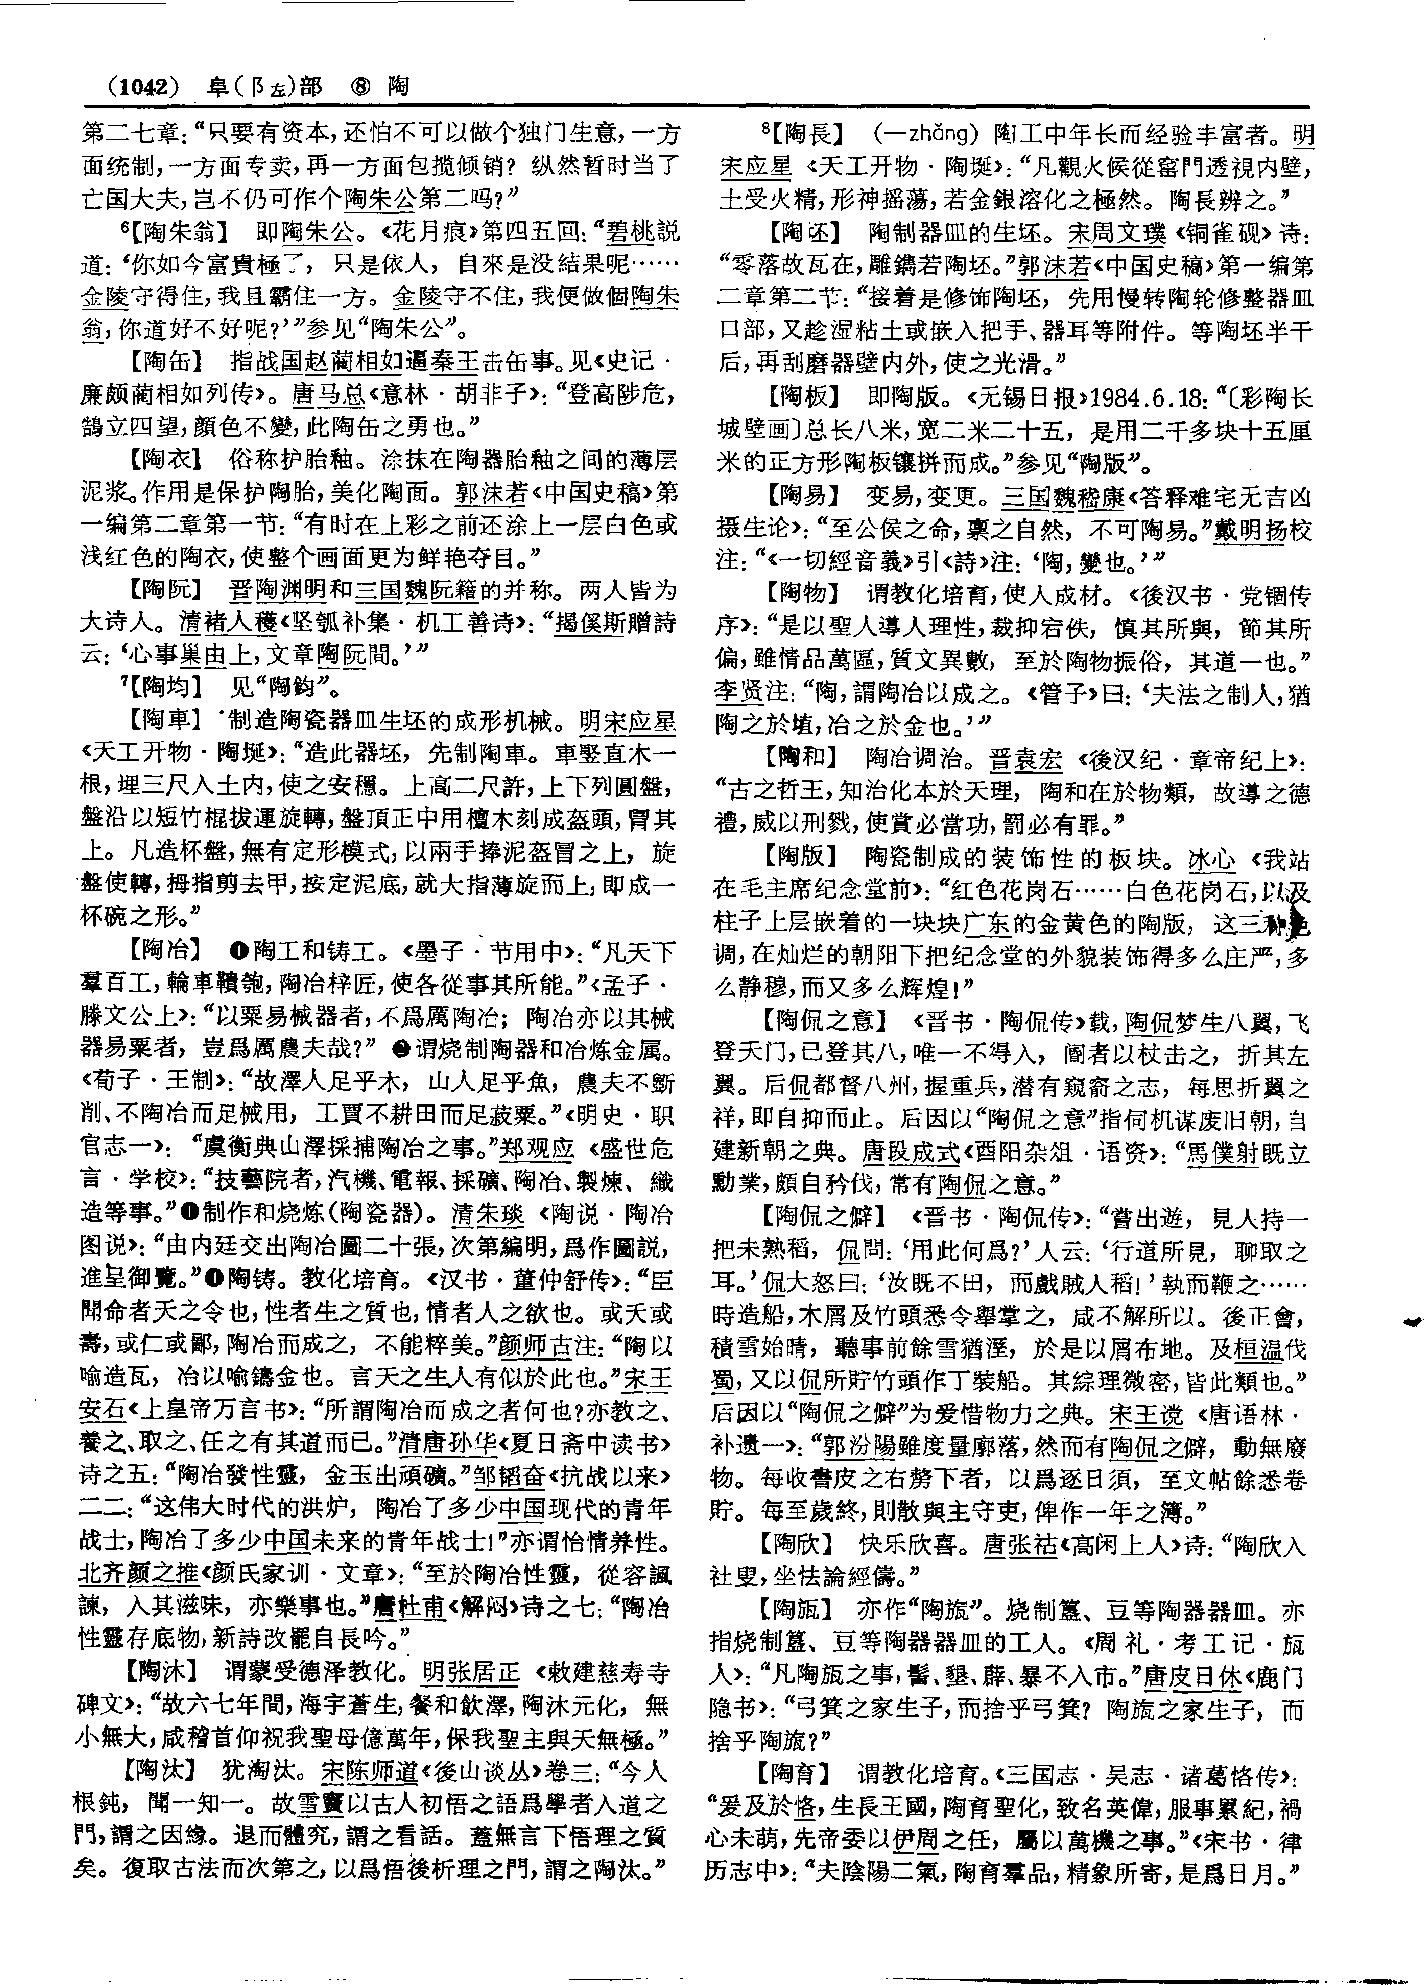 (1042) 阜(阝左)部 ⑧ 陶
第二七章：“只要有资本，还怕不可以做个独门生意，一方
面统制，一方面专卖，再一方面包揽倾销？纵然暂时当了
亡国大夫，岂不仍可作个陶朱公第二吗？”
⁶【陶朱翁】 即陶朱公。《花月痕》第四五回：“碧桃説
道：‘你如今富貴極了，只是依人，自來是没結果呢……
金陵守得住，我且霸住一方。金陵守不住，我便做個陶朱
翁，你道好不好呢？’”参见“陶朱公”。
【陶缶】 指战国赵蔺相如逼秦王击缶事。见《史记·
廉颇蔺相如列传》。唐马总《意林·胡非子》：“登高陟危，
鵠立四望，顔色不變，此陶缶之勇也。”
【陶衣】 俗称护胎釉。涂抹在陶器胎釉之间的薄层
泥浆。作用是保护陶胎，美化陶面。郭沫若《中国史稿》第
一编第二章第一节：“有时在上彩之前还涂上一层白色或
浅红色的陶衣，使整个画面更为鲜艳夺目。”
【陶阮】 晋陶渊明和三国魏阮籍的并称。两人皆为
大诗人。清褚人穫《坚瓠补集·机工善诗》：“揭傒斯贈詩
云：‘心事巢由上，文章陶阮間。’”
⁷【陶均】 见“陶鈞”。
【陶車】 制造陶瓷器皿生坯的成形机械。明宋应星
《天工开物·陶埏》：“造此器坯，先制陶車。車竪直木一
根，埋三尺入土内，使之安穩。上高二尺許，上下列圓盤，
盤沿以短竹棍拔運旋轉，盤頂正中用檀木刻成盔頭，冒其
上。凡造杯盤，無有定形模式，以兩手捧泥盔冒之上，旋
盤使轉，拇指剪去甲，按定泥底，就大指薄旋而上，即成一
杯碗之形。”
【陶冶】 ❶陶工和铸工。《墨子·节用中》：“凡天下
羣百工，輪車鞼匏，陶冶梓匠，使各從事其所能。”《孟子·
滕文公上》：“以粟易械器者，不爲厲陶冶；陶冶亦以其械
器易粟者，豈爲厲農夫哉？”❷谓烧制陶器和冶炼金属。
《荀子·王制》：“故澤人足乎木，山人足乎魚，農夫不斲
削、不陶冶而足械用，工賈不耕田而足菽粟。”《明史·职
官志一》：“虞衡典山澤採捕陶冶之事。”郑观应《盛世危
言·学校》：“技藝院者，汽機、電報、採礦、陶冶、製煉、織
造等事。”❸制作和烧炼(陶瓷器)。清朱琰《陶说·陶冶
图说》：“由内廷交出陶冶圖二十張，次第編明，爲作圖説，
進呈御覽。”❹陶铸。教化培育。《汉书·董仲舒传》：“臣
聞命者天之令也，性者生之質也，情者人之欲也。或夭或
壽，或仁或鄙，陶冶而成之，不能粹美。”颜师古注：“陶以
喻造瓦，冶以喻鑄金也。言天之生人有似於此也。”宋王
安石《上皇帝万言书》：“所謂陶冶而成之者何也？亦教之、
養之、取之、任之有其道而已。”清唐孙华《夏日斋中读书》
诗之五：“陶冶發性靈，金玉出頑礦。”邹韬奋《抗战以来》
二二：“这伟大时代的洪炉，陶冶了多少中国现代的青年
战士，陶冶了多少中国未来的青年战士！”亦谓怡情养性。
北齐颜之推《颜氏家训·文章》：“至於陶冶性靈，從容諷
諫，入其滋味，亦樂事也。”唐杜甫《解闷》诗之七：“陶冶
性靈存底物，新詩改罷自長吟。”
【陶沐】 谓蒙受德泽教化。明张居正《敕建慈寿寺
碑文》：“故六七年間，海宇蒼生，餐和飲澤，陶沐元化，無
小無大，咸稽首仰祝我聖母億萬年，保我聖主與天無極。”
【陶汰】 犹淘汰。宋陈师道《後山谈丛》卷三：“今人
根鈍，聞一知一。故雪竇以古人初悟之語爲學者入道之
門，謂之因緣。退而體究，謂之看話。蓋無言下悟理之質
矣。復取古法而次第之，以爲悟後析理之門，謂之陶汰。”
⁸【陶長】 (—zhǎng) 陶工中年长而经验丰富者。明
宋应星《天工开物·陶埏》：“凡觀火候從窰門透視内壁，
土受火精，形神摇蕩，若金銀溶化之極然。陶長辨之。”
【陶坯】 陶制器皿的生坯。宋周文璞《铜雀砚》诗：
“零落故瓦在，雕鐫若陶坯。”郭沫若《中国史稿》第一编第
二章第二节：“接着是修饰陶坯，先用慢转陶轮修整器皿
口部，又趁湿粘土或嵌入把手、器耳等附件。等陶坯半干
后，再刮磨器壁内外，使之光滑。”
【陶板】 即陶版。《无锡日报》1984.6.18：“〔彩陶长
城壁画〕总长八米，宽二米二十五，是用二千多块十五厘
米的正方形陶板镶拼而成。”参见“陶版”。
【陶易】 变易，变更。三国魏嵇康《答释难宅无吉凶
摄生论》：“至公侯之命，禀之自然，不可陶易。”戴明扬校
注：“《一切經音義》引《詩》注：‘陶，變也。’”
【陶物】 谓教化培育，使人成材。《後汉书·党锢传
序》：“是以聖人導人理性，裁抑宕佚，慎其所與，節其所
偏，雖情品萬區，質文異數，至於陶物振俗，其道一也。”
李贤注：“陶，謂陶冶以成之。《管子》曰：‘夫法之制人，猶
陶之於埴，冶之於金也。’”
【陶和】 陶冶调治。晋袁宏《後汉纪·章帝纪上》：
“古之哲王，知治化本於天理，陶和在於物類，故導之德
禮，威以刑戮，使賞必當功，罰必有罪。”
【陶版】 陶瓷制成的装饰性的板块。冰心《我站
在毛主席纪念堂前》：“红色花岗石……白色花岗石，以及
柱子上层嵌着的一块块广东的金黄色的陶版，这三种色
调，在灿烂的朝阳下把纪念堂的外貌装饰得多么庄严，多
么静穆，而又多么辉煌！”
【陶侃之意】 《晋书·陶侃传》载，陶侃梦生八翼，飞
登天门，已登其八，唯一不得入，阍者以杖击之，折其左
翼。后侃都督八州，握重兵，潜有窥窬之志，每思折翼之
祥，即自抑而止。后因以“陶侃之意”指伺机谋废旧朝，自
建新朝之典。唐段成式《酉阳杂俎·语资》：“馬僕射既立
勳業，頗自矜伐，常有陶侃之意。”
【陶侃之僻】 《晋书·陶侃传》：“嘗出遊，見人持一
把未熟稻，侃問：‘用此何爲？’人云：‘行道所見，聊取之
耳。’侃大怒曰：‘汝既不田，而戲賊人稻！’執而鞭之……
時造船，木屑及竹頭悉令舉掌之，咸不解所以。後正會，
積雪始晴，聽事前餘雪猶溼，於是以屑布地。及桓温伐
蜀，又以侃所貯竹頭作丁裝船。其綜理微密，皆此類也。”
后因以“陶侃之僻”为爱惜物力之典。宋王谠《唐语林·
补遗一》：“郭汾陽雖度量廓落，然而有陶侃之僻，動無廢
物。每收書皮之右剺下者，以爲逐日須，至文帖餘悉卷
貯。每至歲終，則散與主守吏，俾作一年之簿。”
【陶欣】 快乐欣喜。唐张祜《高闲上人》诗：“陶欣入
社叟，坐怯論經儔。”
【陶瓬】 亦作“陶旊”。烧制簋、豆等陶器器皿。亦
指烧制簋、豆等陶器器皿的工人。《周礼·考工记·瓬
人》：“凡陶瓬之事，髺、墾、薜、暴不入市。”唐皮日休《鹿门
隐书》：“弓箕之家生子，而捨乎弓箕？陶旊之家生子，而
捨乎陶旊？”
【陶育】 谓教化培育。《三国志·吴志·诸葛恪传》：
“爰及於恪，生長王國，陶育聖化，致名英偉，服事累紀，禍
心未萌，先帝委以伊周之任，屬以萬機之事。”《宋书·律
历志中》：“夫陰陽二氣，陶育羣品，精象所寄，是爲日月。”